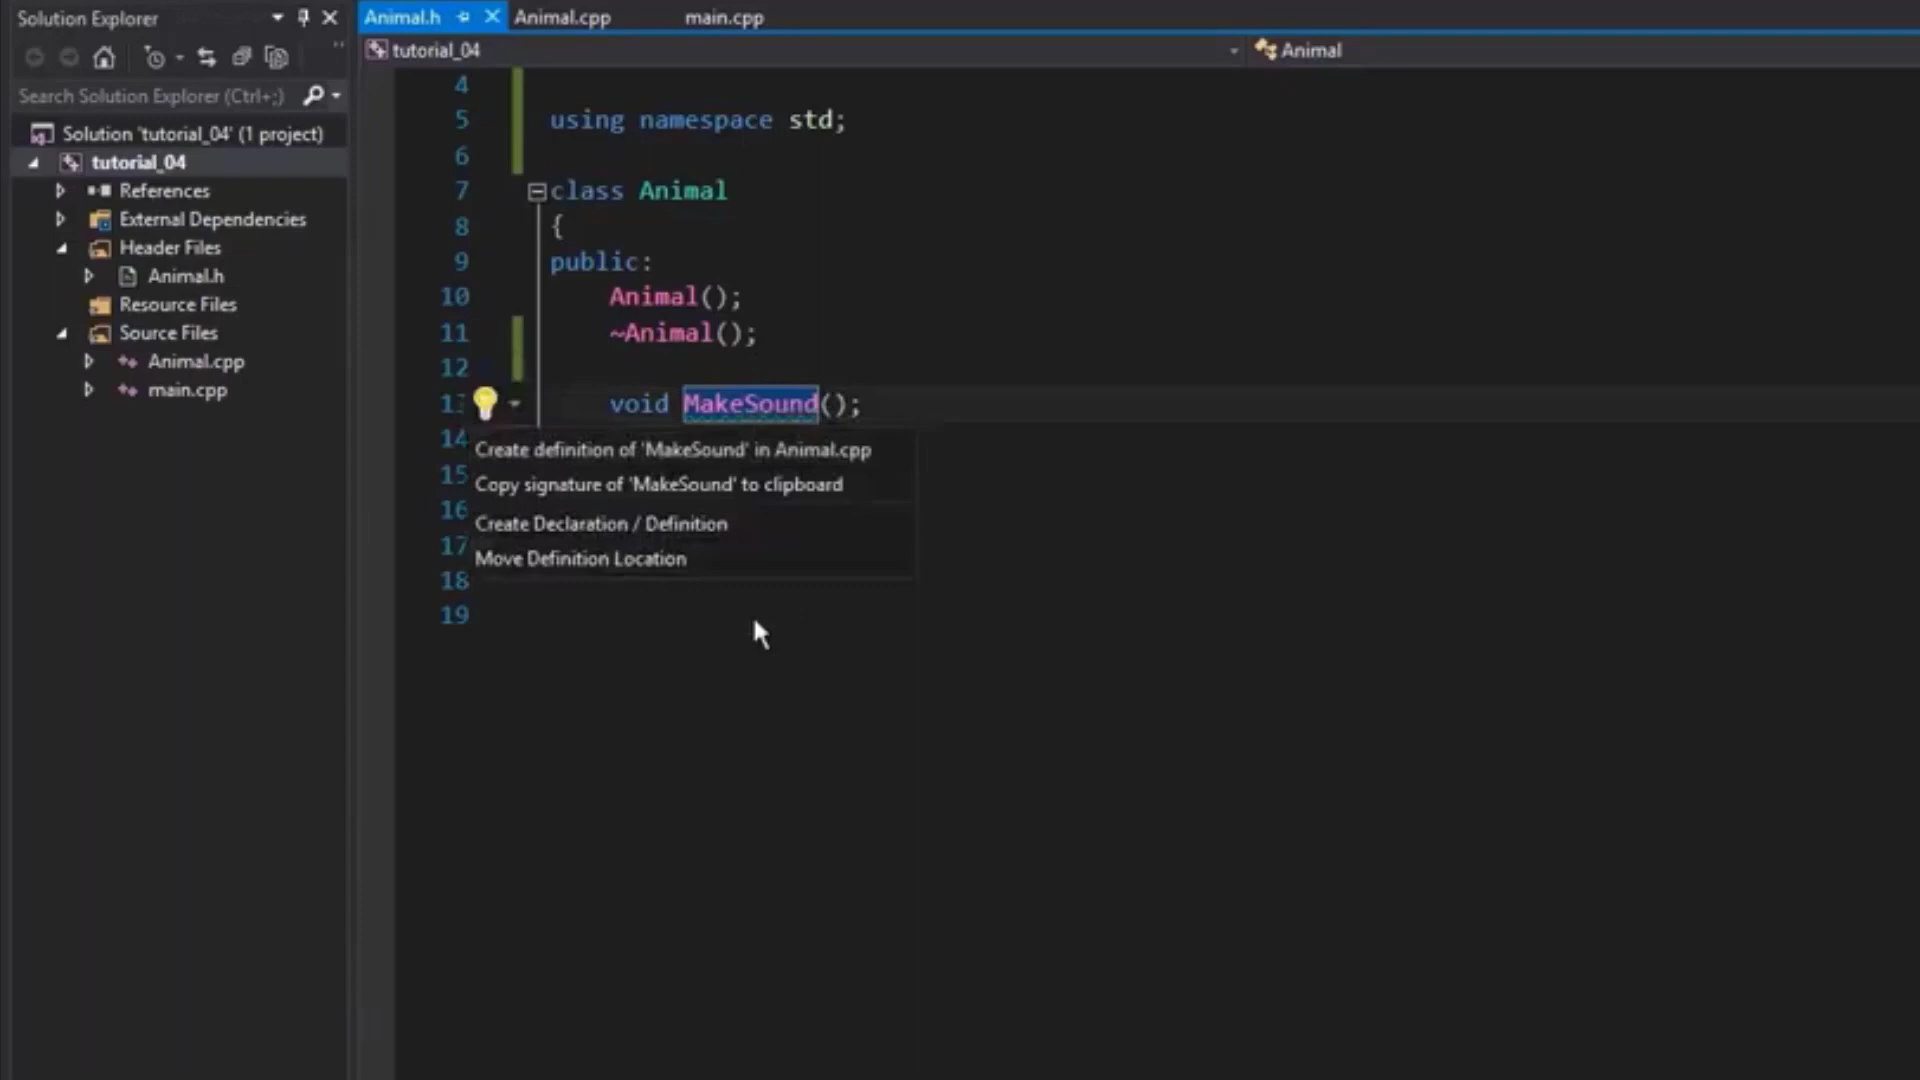 Solution Explorer
Search Solution Explorer (Ctrl+;)
Solution 'tutorial_04' (1 project)
tutorial_04
References
External Dependencies
Header Files
Animal.h
Resource Files
Source Files
Animal.cpp
main.cpp
Animal.h Animal.cpp main.cpp
tutorial_04 Animal
4
5 using namespace std;
6
7 class Animal
8 {
9 public:
10 Animal();
11 ~Animal();
12
13 void MakeSound();
14 Create definition of 'MakeSound' in Animal.cpp
15 Copy signature of 'MakeSound' to clipboard
16 Create Declaration / Definition
17 Move Definition Location
18
19